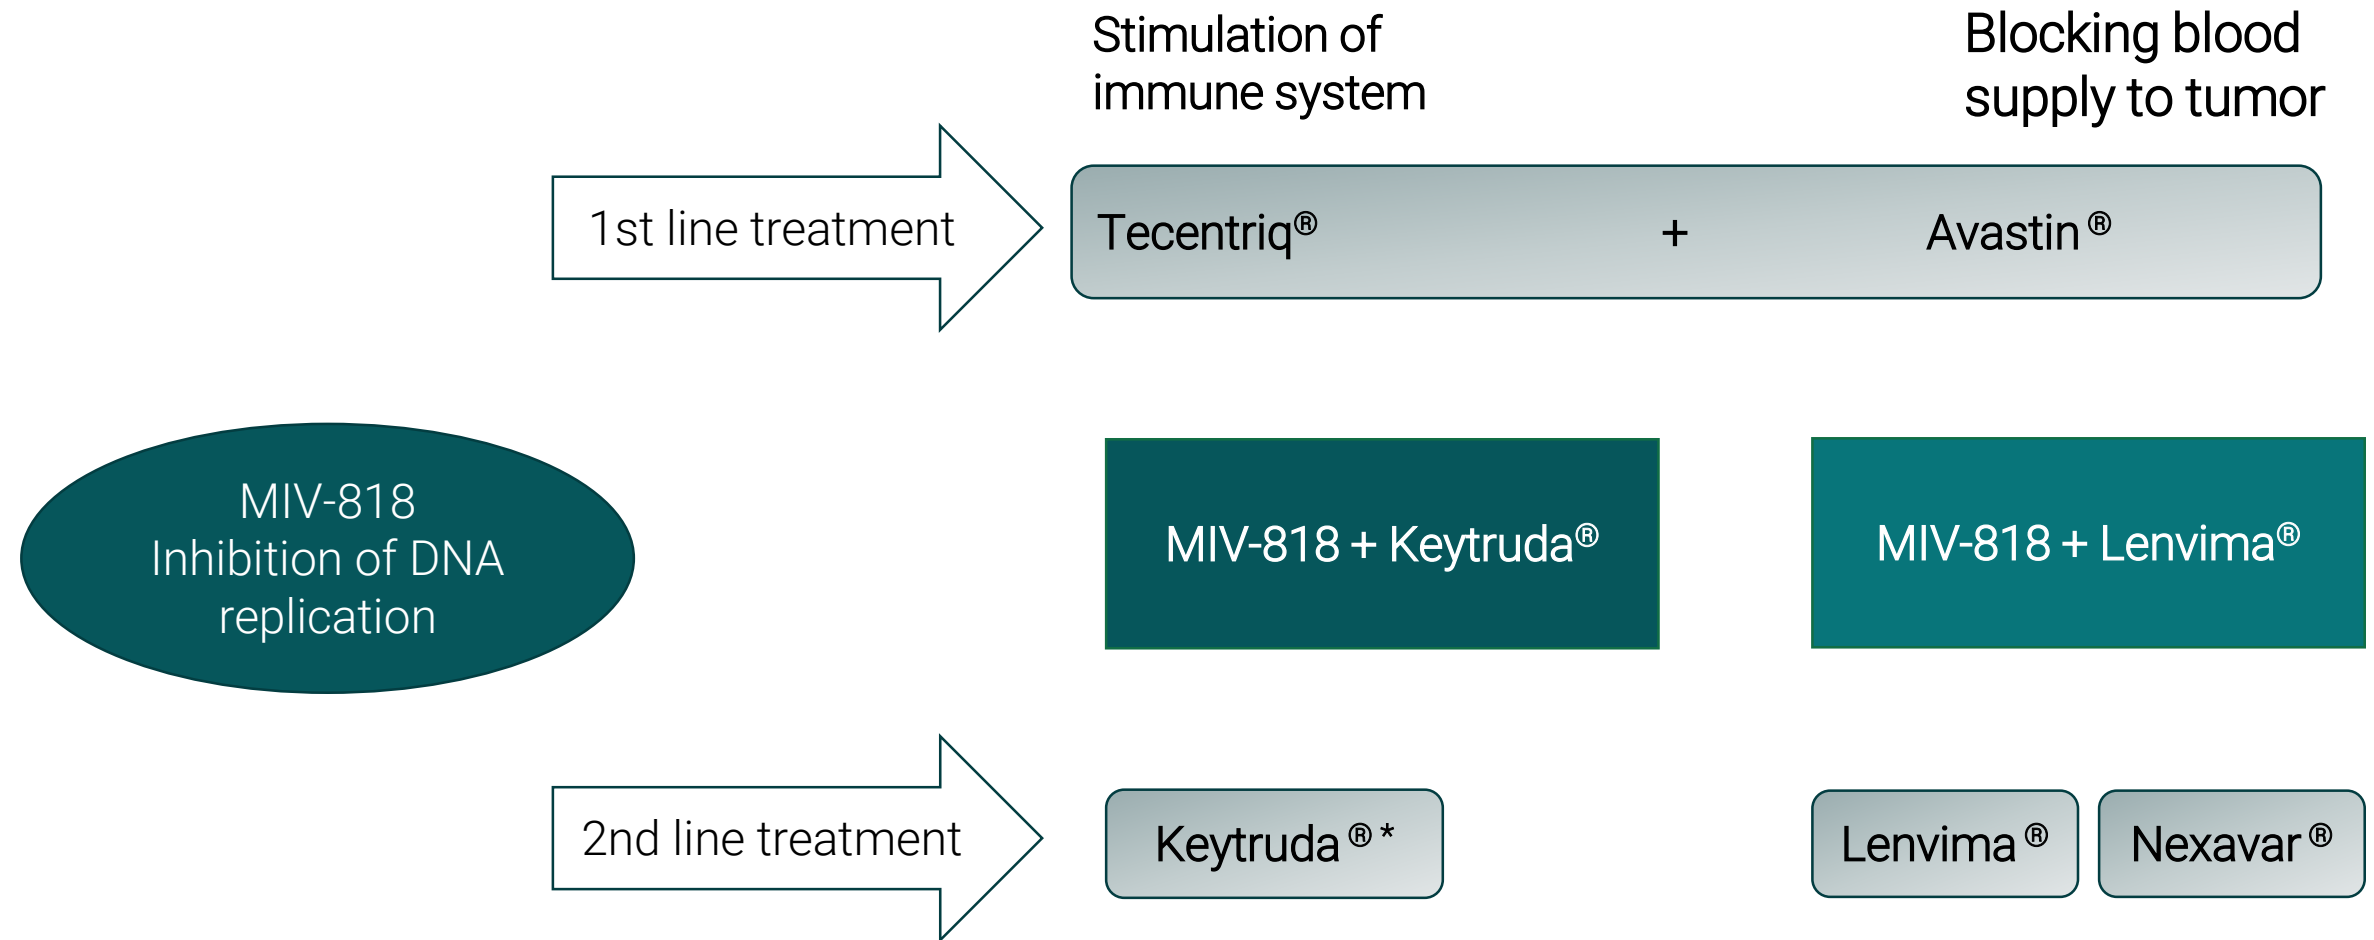 Stimulation of
immune system
Blocking blood
supply to tumor
1st line treatment
Tecentriq® + Avastin ®
MIV-818
Inhibition of DNA
replication
MIV-818 + Keytruda®
MIV-818 + Lenvima®
2nd line treatment
Keytruda ® *
Lenvima ®
Nexavar ®